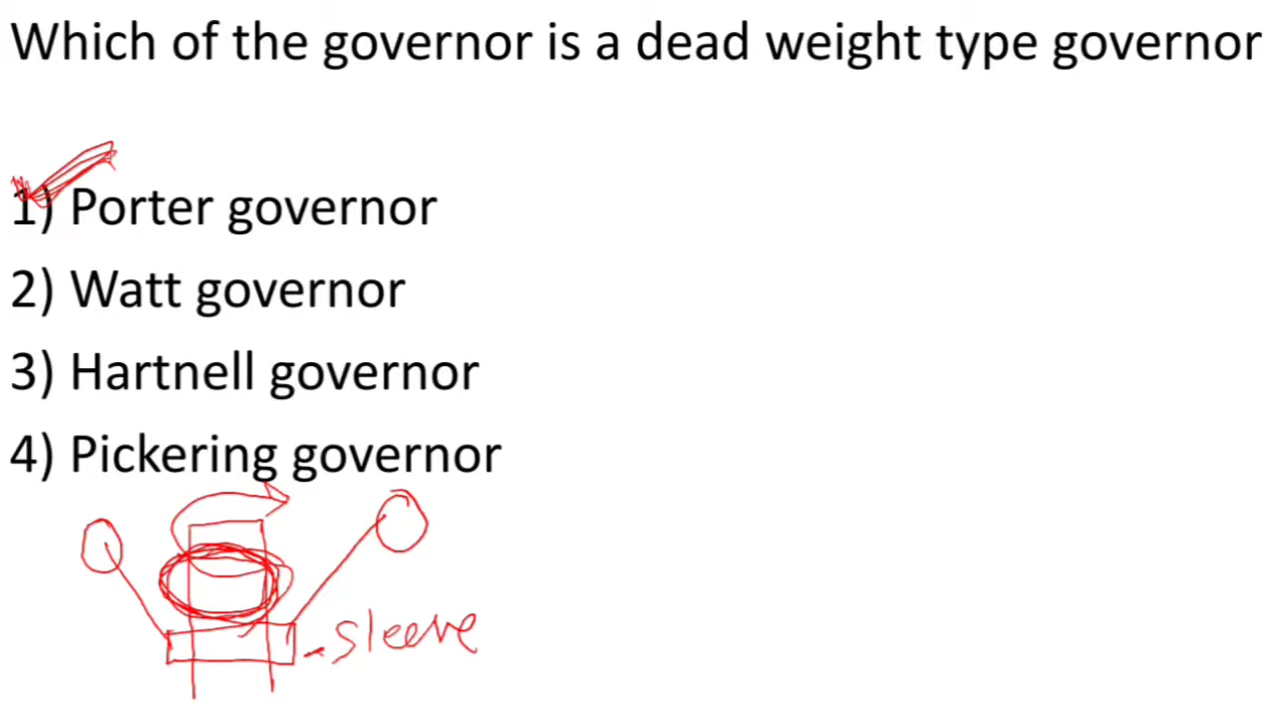 Which of the governor is a dead weight type governor
1) Porter governor
2) Watt governor
3) Hartnell governor
4) Pickering governor
sleeve